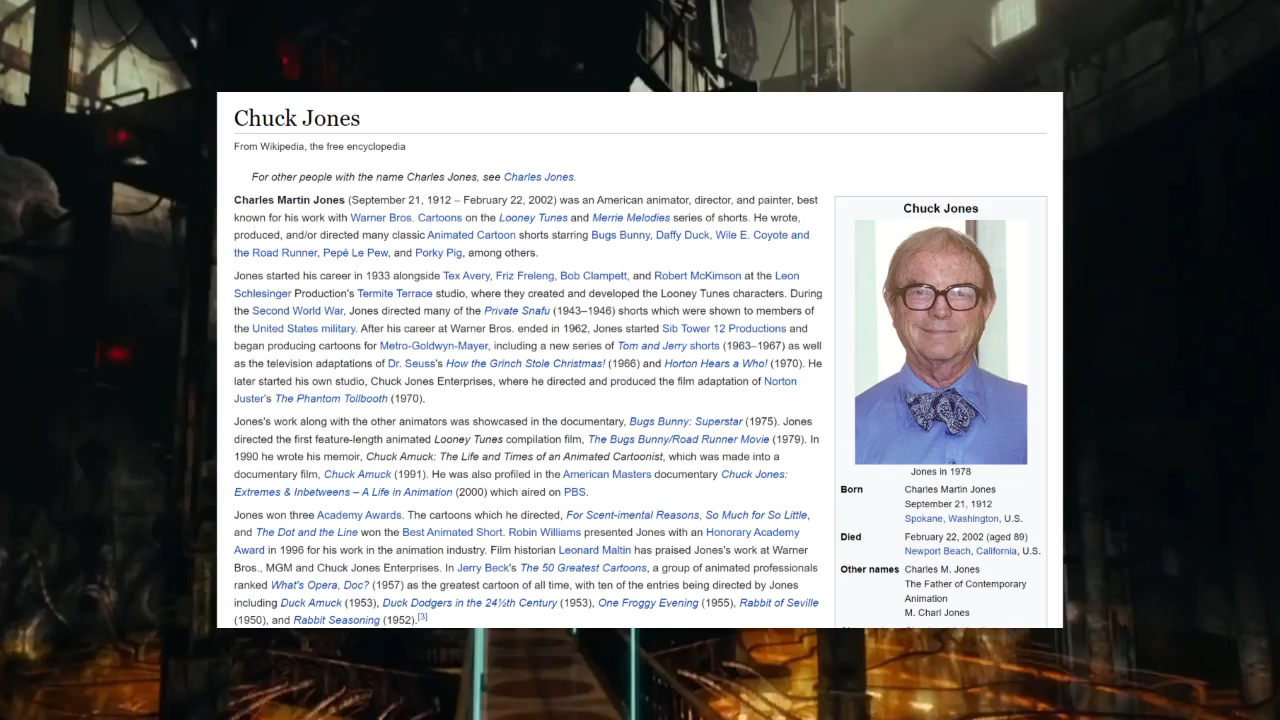 Chuck Jones
From Wikipedia, the free encyclopedia
For other people with the name Charles Jones, see Charles Jones.
Charles Martin Jones (September 21, 1912 – February 22, 2002) was an American animator, director, and painter, best
known for his work with Warner Bros. Cartoons on the Looney Tunes and Merrie Melodies series of shorts. He wrote,
produced, and/or directed many classic Animated Cartoon shorts starring Bugs Bunny, Daffy Duck, Wile E. Coyote and
the Road Runner, Pepé Le Pew, and Porky Pig, among others.
Jones started his career in 1933 alongside Tex Avery, Friz Freleng, Bob Clampett, and Robert McKimson at the Leon
Schlesinger Production's Termite Terrace studio, where they created and developed the Looney Tunes characters. During
the Second World War, Jones directed many of the Private Snafu (1943–1946) shorts which were shown to members of
the United States military. After his career at Warner Bros. ended in 1962, Jones started Sib Tower 12 Productions and
began producing cartoons for Metro-Goldwyn-Mayer, including a new series of Tom and Jerry shorts (1963–1967) as well
as the television adaptations of Dr. Seuss's How the Grinch Stole Christmas! (1966) and Horton Hears a Who! (1970). He
later started his own studio, Chuck Jones Enterprises, where he directed and produced the film adaptation of Norton
Juster's The Phantom Tollbooth (1970).
Jones's work along with the other animators was showcased in the documentary, Bugs Bunny: Superstar (1975). Jones
directed the first feature-length animated Looney Tunes compilation film, The Bugs Bunny/Road Runner Movie (1979). In
1990 he wrote his memoir, Chuck Amuck: The Life and Times of an Animated Cartoonist, which was made into a
documentary film, Chuck Amuck (1991). He was also profiled in the American Masters documentary Chuck Jones:
Extremes & Inbetweens – A Life in Animation (2000) which aired on PBS.
Jones won three Academy Awards. The cartoons which he directed, For Scent-imental Reasons, So Much for So Little,
and The Dot and the Line won the Best Animated Short. Robin Williams presented Jones with an Honorary Academy
Award in 1996 for his work in the animation industry. Film historian Leonard Maltin has praised Jones's work at Warner
Bros., MGM and Chuck Jones Enterprises. In Jerry Beck's The 50 Greatest Cartoons, a group of animated professionals
ranked What's Opera, Doc? (1957) as the greatest cartoon of all time, with ten of the entries being directed by Jones
including Duck Amuck (1953), Duck Dodgers in the 24½th Century (1953), One Froggy Evening (1955), Rabbit of Seville
(1950), and Rabbit Seasoning (1952).[3]
Chuck Jones
Jones in 1978
Born Charles Martin Jones
September 21, 1912
Spokane, Washington, U.S.
Died February 22, 2002 (aged 89)
Newport Beach, California, U.S.
Other names Charles M. Jones
The Father of Contemporary
Animation
M. Charl Jones